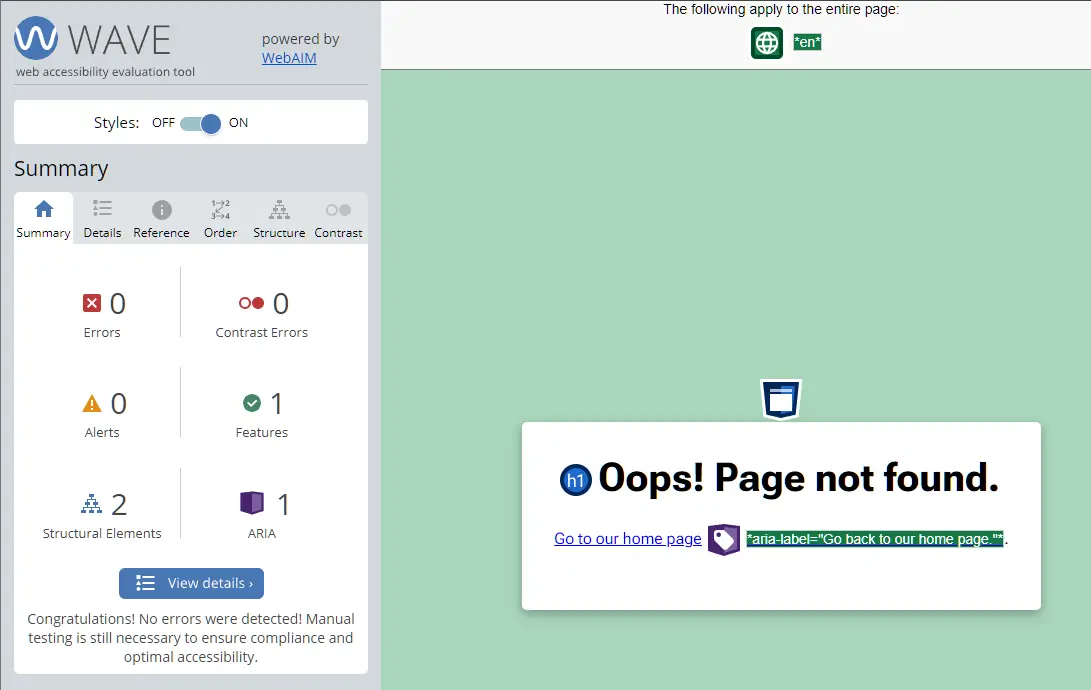 WAVE
web accessibility evaluation tool
powered by
WebAIM
Styles: OFF ON
Summary
Summary Details Reference Order Structure Contrast
0
Errors
0
Contrast Errors
0
Alerts
1
Features
2
Structural Elements
1
ARIA
View details ›
Congratulations! No errors were detected! Manual
testing is still necessary to ensure compliance and
optimal accessibility.
The following apply to the entire page:
*en*
h1 Oops! Page not found.
Go to our home page *aria-label="Go back to our home page."*.